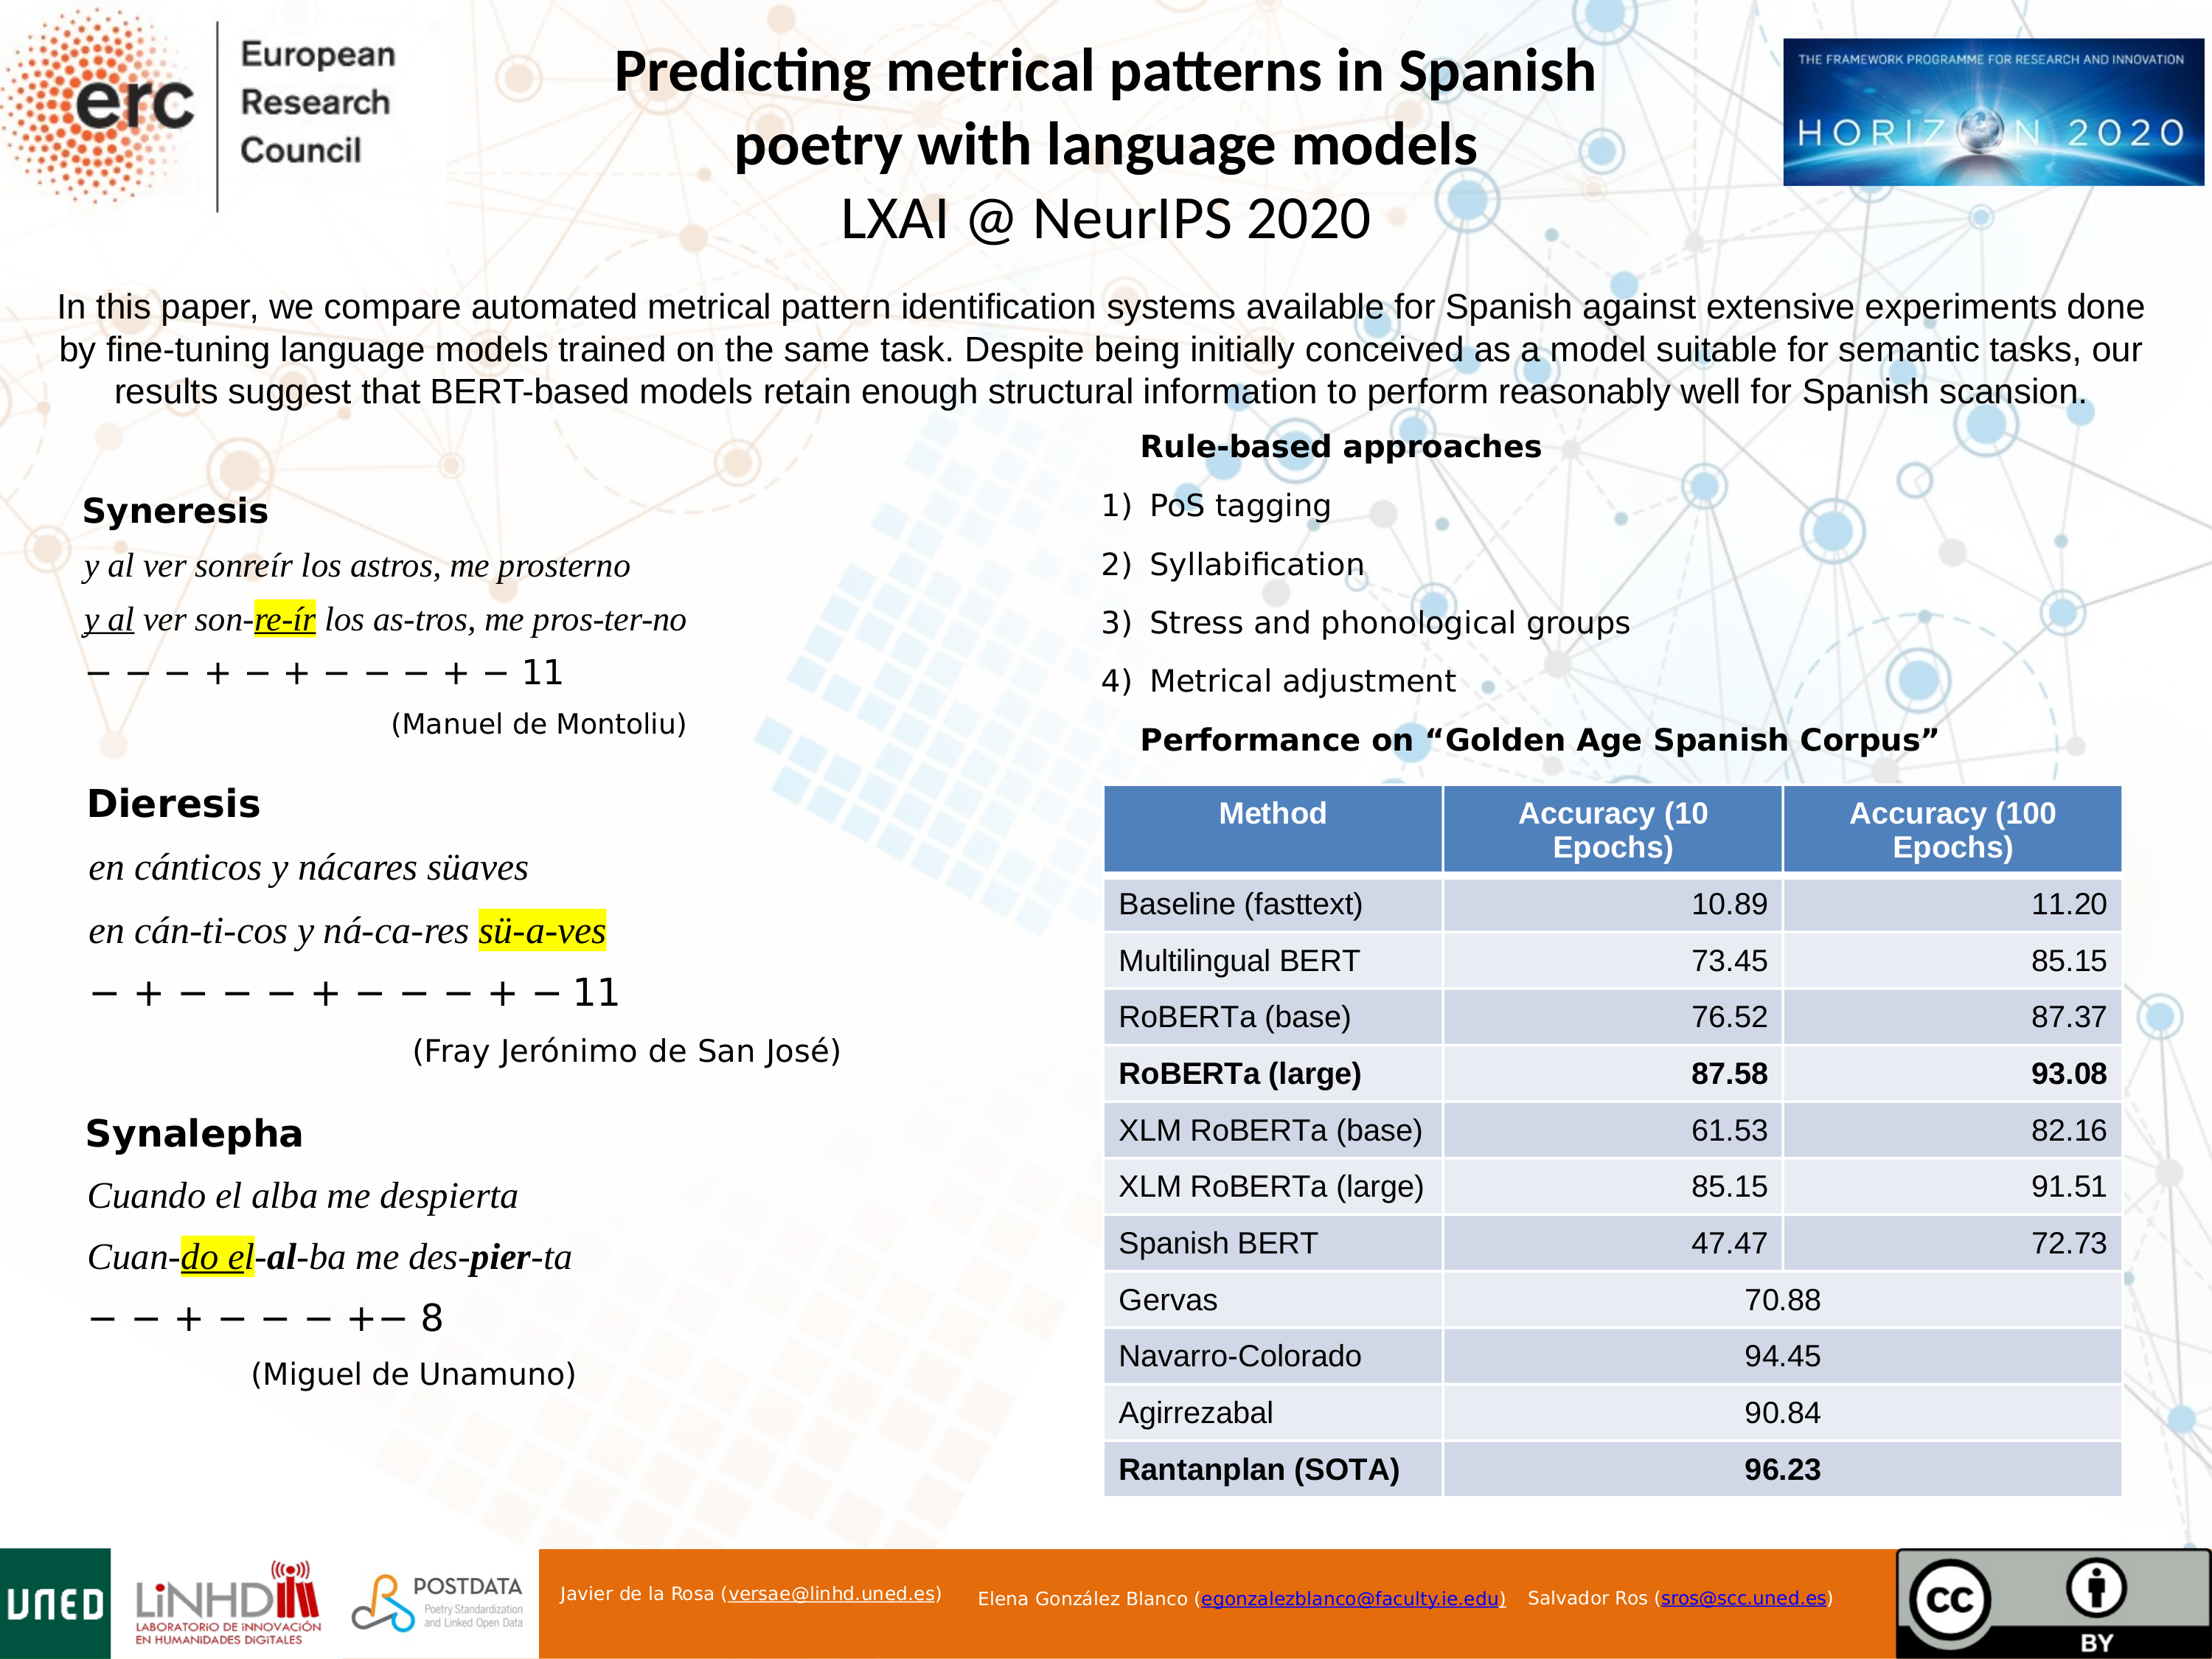 erc
European
Research
Council
Predicting metrical patterns in Spanish
poetry with language models
LXAI @ NeurIPS 2020
THE FRAMEWORK PROGRAMME FOR RESEARCH AND INNOVATION
HORIZON 2020
In this paper, we compare automated metrical pattern identification systems available for Spanish against extensive experiments done
by fine-tuning language models trained on the same task. Despite being initially conceived as a model suitable for semantic tasks, our
results suggest that BERT-based models retain enough structural information to perform reasonably well for Spanish scansion.
Syneresis
y al ver sonreír los astros, me prosterno
y al ver son-re-ír los as-tros, me pros-ter-no
− − − + − + − − − + − 11
(Manuel de Montoliu)
Dieresis
en cánticos y nácares süaves
en cán-ti-cos y ná-ca-res sü-a-ves
− + − − − + − − − + − 11
(Fray Jerónimo de San José)
Synalepha
Cuando el alba me despierta
Cuan-do el-al-ba me des-pier-ta
− − + − − − +− 8
(Miguel de Unamuno)
Rule-based approaches
1) PoS tagging
2) Syllabification
3) Stress and phonological groups
4) Metrical adjustment
Performance on “Golden Age Spanish Corpus”
Method Accuracy (10 Epochs) Accuracy (100 Epochs)
Baseline (fasttext) 10.89 11.20
Multilingual BERT 73.45 85.15
RoBERTa (base) 76.52 87.37
RoBERTa (large) 87.58 93.08
XLM RoBERTa (base) 61.53 82.16
XLM RoBERTa (large) 85.15 91.51
Spanish BERT 47.47 72.73
Gervas 70.88
Navarro-Colorado 94.45
Agirrezabal 90.84
Rantanplan (SOTA) 96.23
UNED
LiNHD
LABORATORIO DE INNOVACIÓN
EN HUMANIDADES DIGITALES
POSTDATA
Poetry Standardization
and Linked Open Data
Javier de la Rosa (versae@linhd.uned.es)
Elena González Blanco (egonzalezblanco@faculty.ie.edu)
Salvador Ros (sros@scc.uned.es)
cc
BY